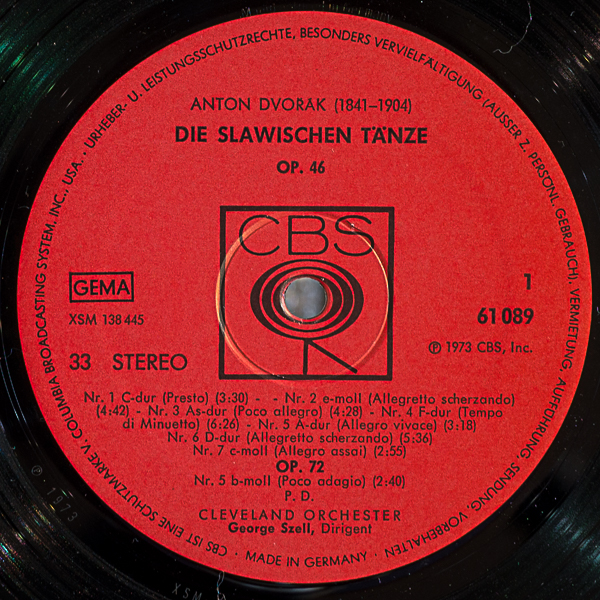 URHEBER- U. LEISTUNGSSCHUTZRECHTE, BESONDERS VERVIELFÄLTIGUNG (AUSSER Z. PERSÖNL. GEBRAUCH), VERMIETUNG, AUFFÜHRUNG, SENDUNG, VORBEHALTEN
ANTON DVORAK (1841–1904)
DIE SLAWISCHEN TÄNZE
OP. 46
CBS
GEMA
1
XSM 138 445
61 089
℗ 1973 CBS, Inc.
33 STEREO
Nr. 1 C-dur (Presto) (3:30) - - Nr. 2 e-moll (Allegretto scherzando)
(4:42) - Nr. 3 As-dur (Poco allegro) (4:28) - Nr. 4 F-dur (Tempo
di Minuetto) (6:26) - Nr. 5 A-dur (Allegro vivace) (3:18)
Nr. 6 D-dur (Allegretto scherzando) (5:36)
Nr. 7 c-moll (Allegro assai) (2:55)
OP. 72
Nr. 5 b-moll (Poco adagio) (2:40)
P. D.
CLEVELAND ORCHESTER
George Szell, Dirigent
· MADE IN GERMANY ·
CBS IST EINE SCHUTZMARKE V. COLUMBIA BROADCASTING SYSTEM, INC., USA. ·
℗ 1973
XSM